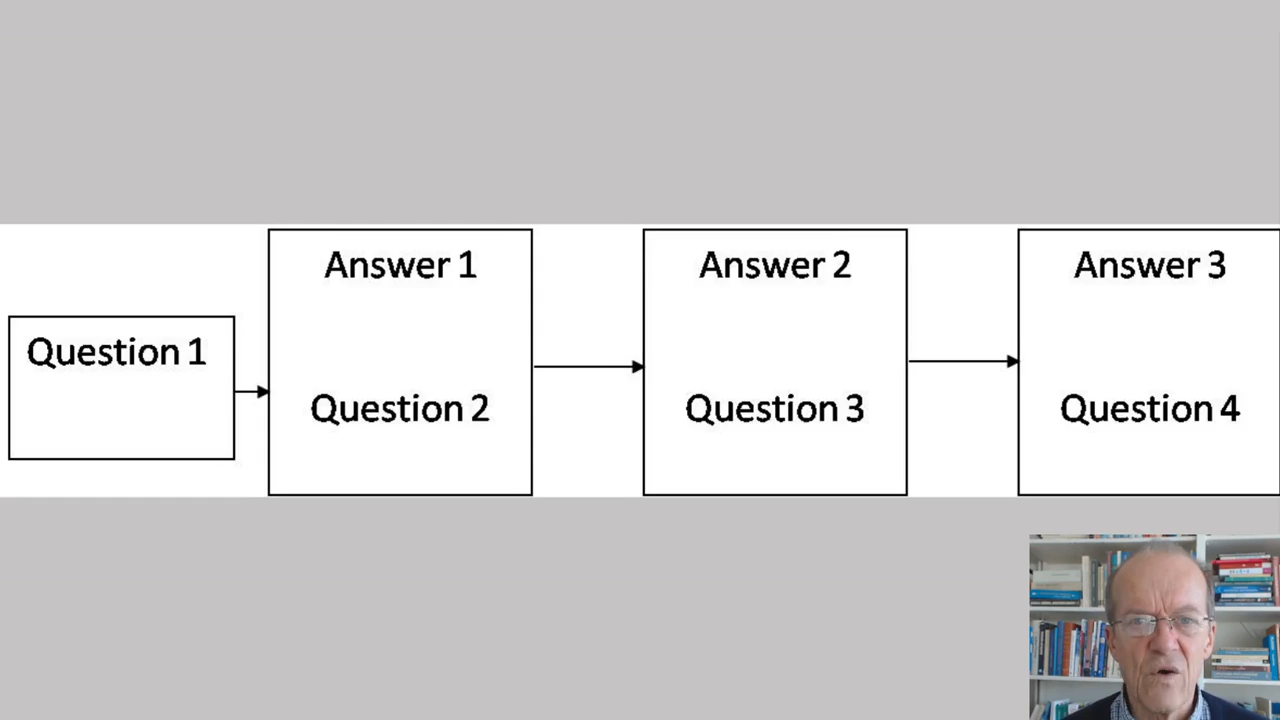 Question 1
Answer 1
Question 2
Answer 2
Question 3
Answer 3
Question 4